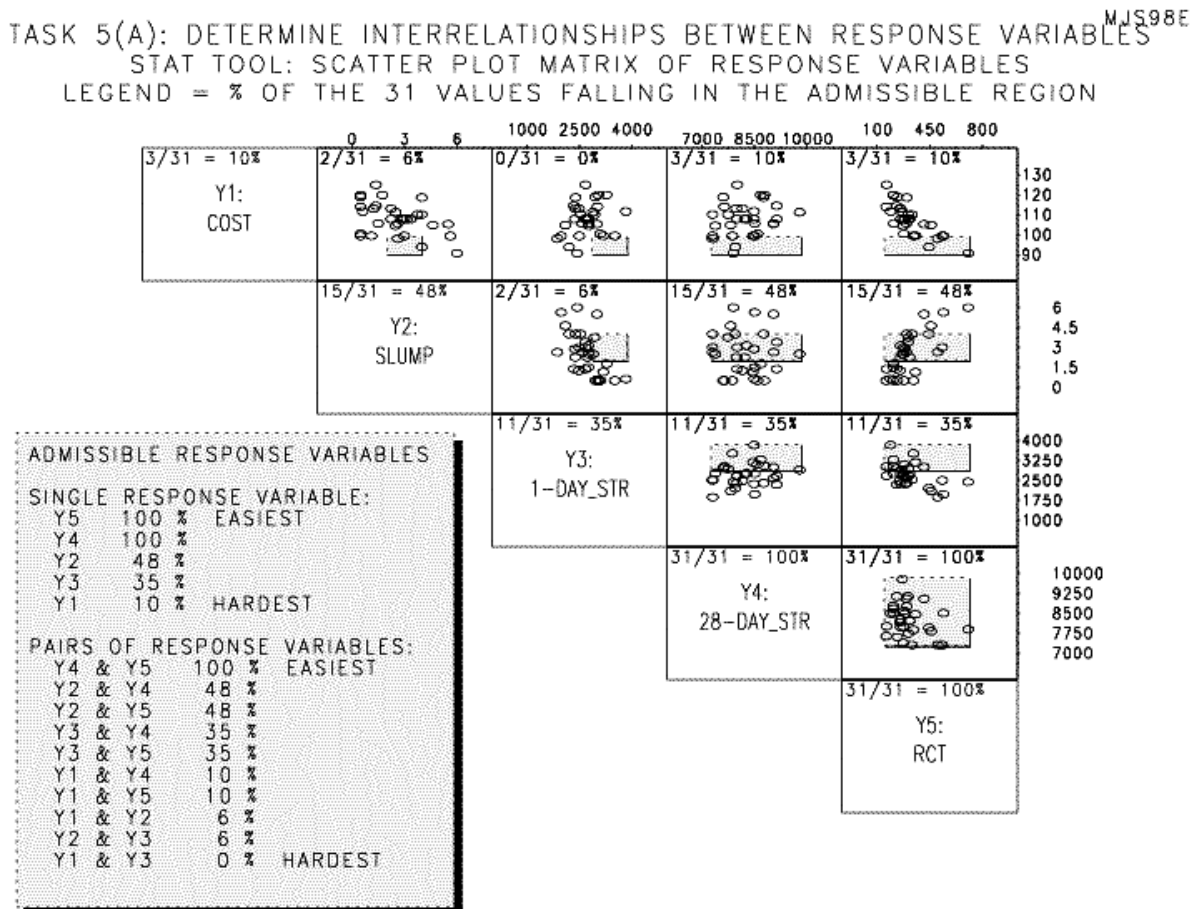 MJS98E
TASK 5(A): DETERMINE INTERRELATIONSHIPS BETWEEN RESPONSE VARIABLES
STAT TOOL: SCATTER PLOT MATRIX OF RESPONSE VARIABLES
LEGEND = % OF THE 31 VALUES FALLING IN THE ADMISSIBLE REGION
0 3 6 1000 2500 4000 7000 8500 10000 100 450 800
3/31 = 10% 2/31 = 6% 0/31 = 0% 3/31 = 10% 3/31 = 10%
Y1:
COST
130
120
110
100
90
15/31 = 48% 2/31 = 6% 15/31 = 48% 15/31 = 48%
Y2:
SLUMP
6
4.5
3
1.5
0
11/31 = 35% 11/31 = 35% 11/31 = 35%
Y3:
1-DAY_STR
4000
3250
2500
1750
1000
31/31 = 100% 31/31 = 100%
Y4:
28-DAY_STR
10000
9250
8500
7750
7000
31/31 = 100%
Y5:
RCT
ADMISSIBLE RESPONSE VARIABLES
SINGLE RESPONSE VARIABLE:
Y5 100 % EASIEST
Y4 100 %
Y2 48 %
Y3 35 %
Y1 10 % HARDEST
PAIRS OF RESPONSE VARIABLES:
Y4 & Y5 100 % EASIEST
Y2 & Y4 48 %
Y2 & Y5 48 %
Y3 & Y4 35 %
Y3 & Y5 35 %
Y1 & Y4 10 %
Y1 & Y5 10 %
Y1 & Y2 6 %
Y2 & Y3 6 %
Y1 & Y3 0 % HARDEST